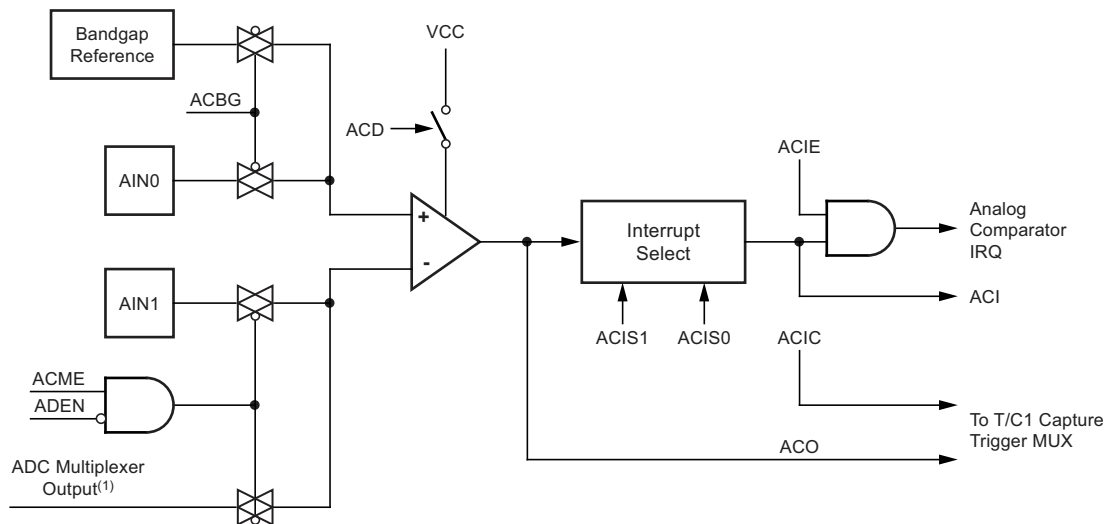 Bandgap
Reference
VCC
ACBG
ACD
AIN0
ACIE
+
-
Interrupt
Select
Analog
Comparator
IRQ
AIN1
ACI
ACIS1 ACIS0
ACIC
ACME
ADEN
To T/C1 Capture
Trigger MUX
ACO
ADC Multiplexer
Output(1)